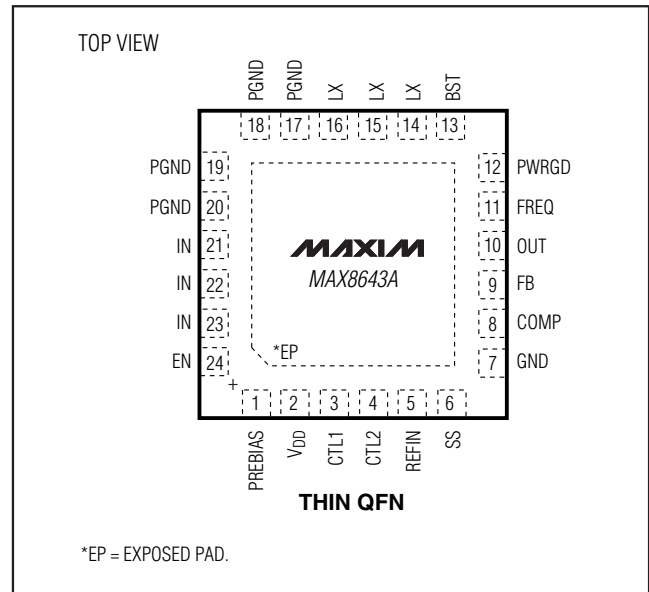 TOP VIEW
PGND
PGND
LX
LX
LX
BST
18
17
16
15
14
13
PGND 19
PGND 20
IN 21
IN 22
IN 23
EN 24
12 PWRGD
11 FREQ
10 OUT
9 FB
8 COMP
7 GND
MAXIM
MAX8643A
*EP
+
1
2
3
4
5
6
PREBIAS
VDD
CTL1
CTL2
REFIN
SS
THIN QFN
*EP = EXPOSED PAD.